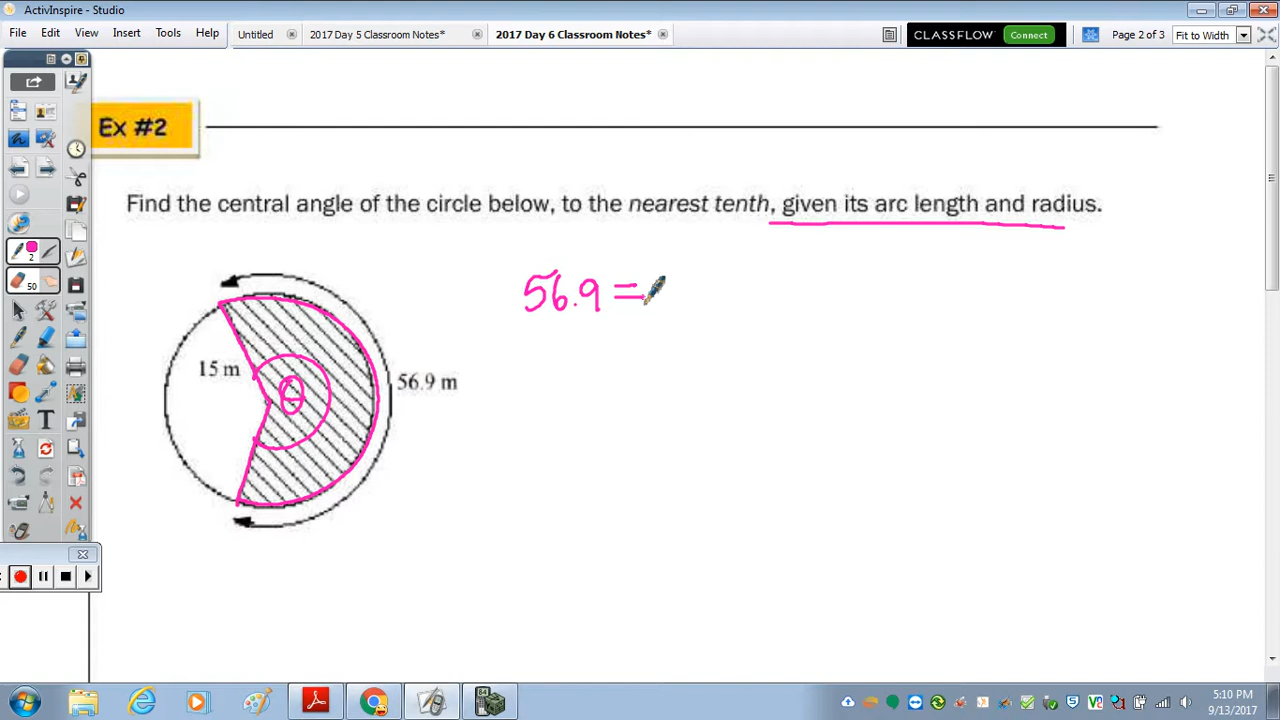 ActivInspire - Studio
File Edit View Insert Tools Help
Untitled
2017 Day 5 Classroom Notes*
2017 Day 6 Classroom Notes*
CLASSFLOW Connect
Page 2 of 3
Fit to Width
Ex #2
Find the central angle of the circle below, to the nearest tenth, given its arc length and radius.
56.9 =
15 m
θ
56.9 m
2
50
5:10 PM
9/13/2017